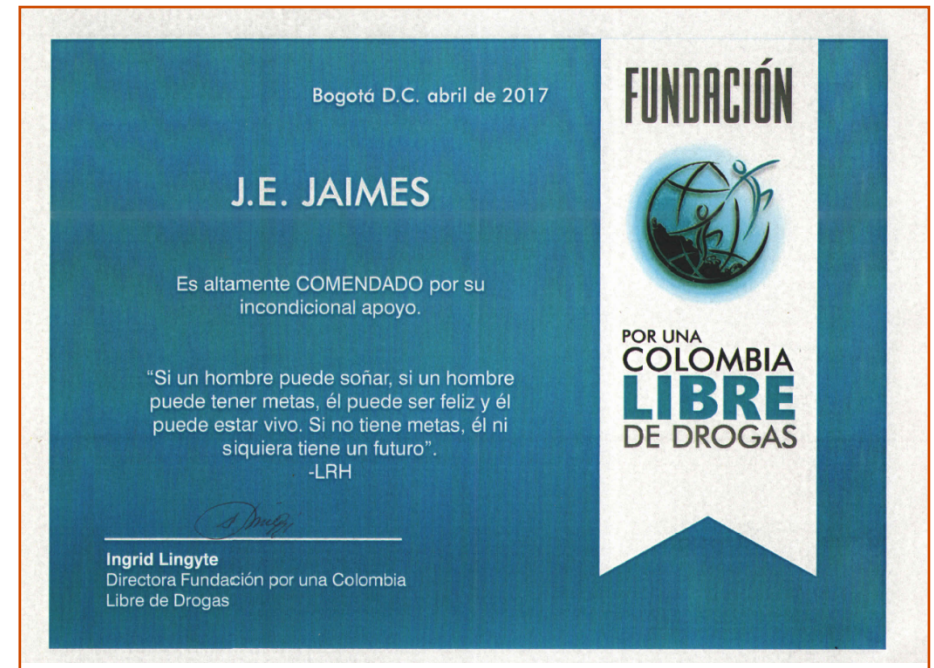 Bogotá D.C. abril de 2017
J.E. JAIMES
Es altamente COMENDADO por su
incondicional apoyo.
“Si un hombre puede soñar, si un hombre
puede tener metas, él puede ser feliz y él
puede estar vivo. Si no tiene metas, él ni
siquiera tiene un futuro”.
-LRH
Ingrid Lingyte
Directora Fundación por una Colombia
Libre de Drogas
FUNDACIÓN
POR UNA
COLOMBIA
LIBRE
DE DROGAS